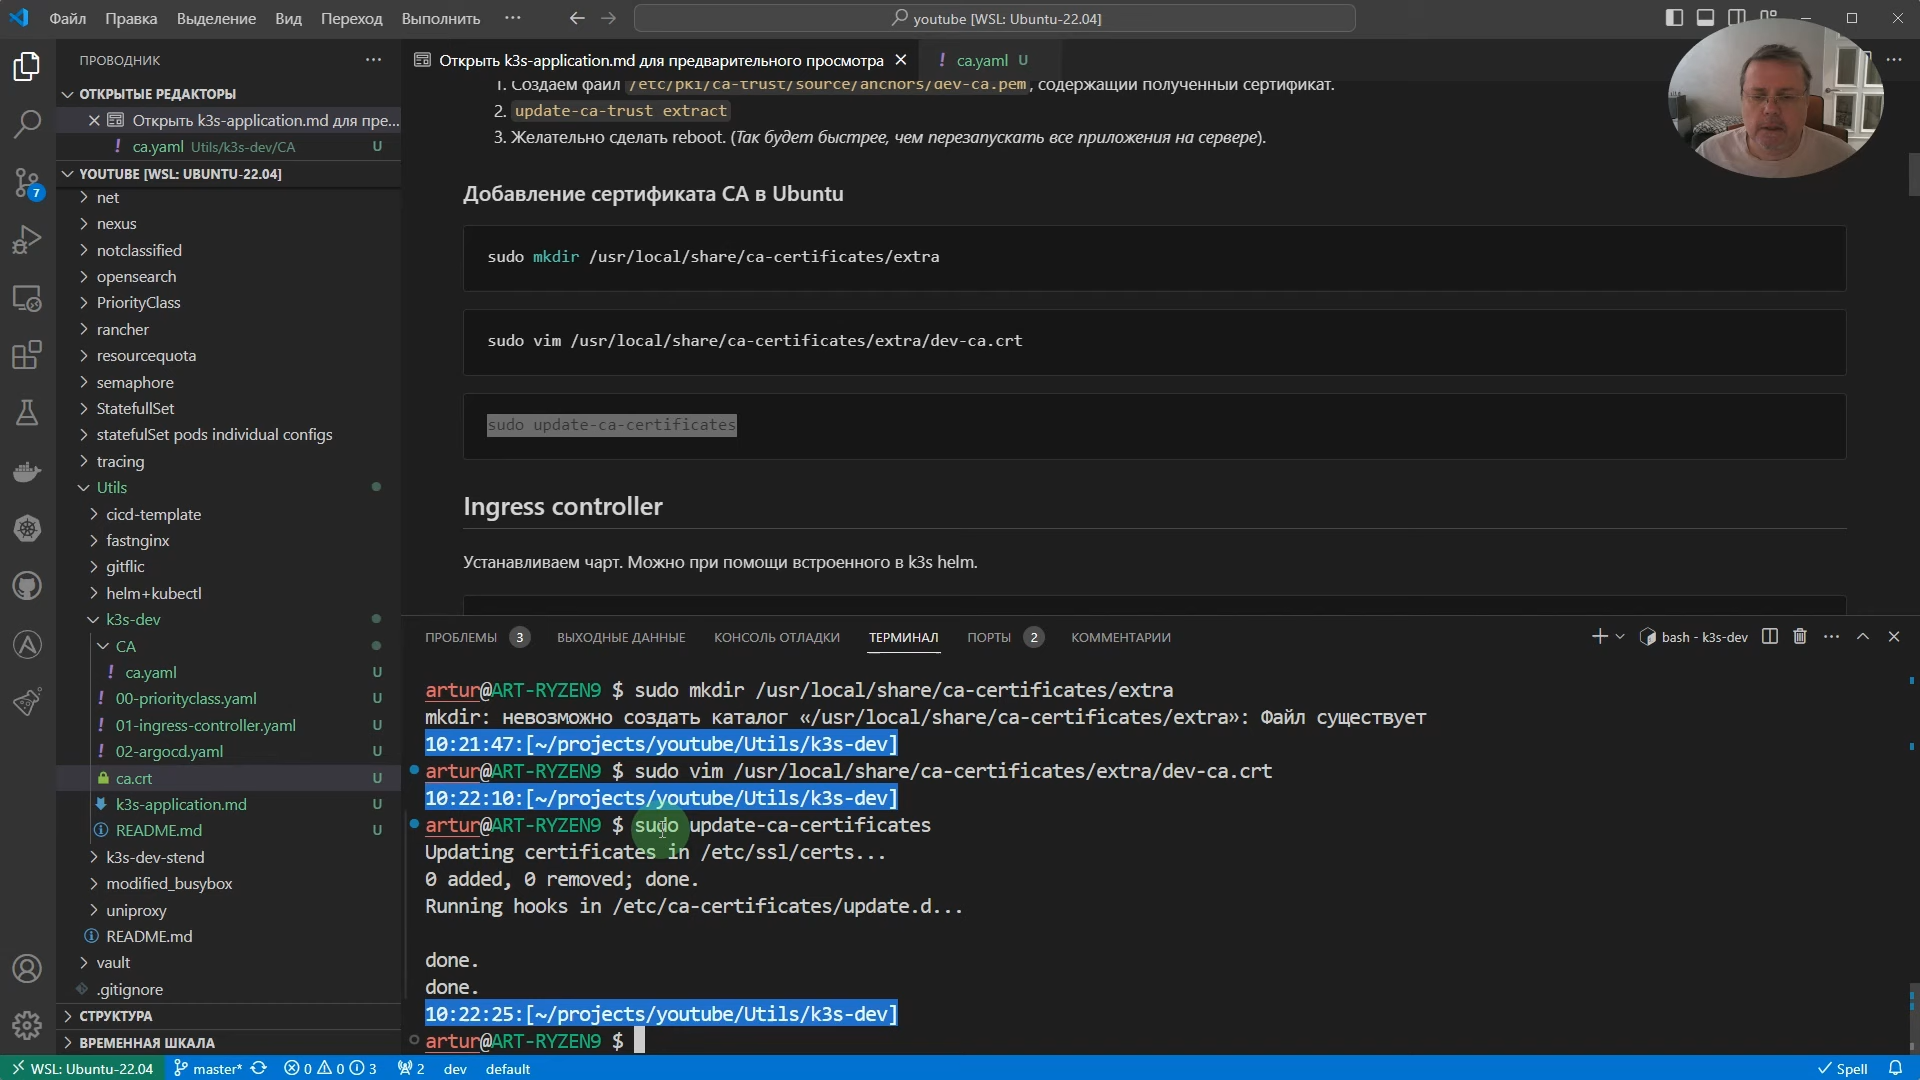 Файл Правка Выделение Вид Переход Выполнить ··· youtube [WSL: Ubuntu-22.04]
ПРОВОДНИК
ОТКРЫТЫЕ РЕДАКТОРЫ
Открыть k3s-application.md для пре...
ca.yaml Utils/k3s-dev/CA U
YOUTUBE [WSL: UBUNTU-22.04]
net
nexus
notclassified
opensearch
PriorityClass
rancher
resourcequota
semaphore
StatefullSet
statefulSet pods individual configs
tracing
Utils
cicd-template
fastnginx
gitflic
helm+kubectl
k3s-dev
CA
ca.yaml U
00-priorityclass.yaml U
01-ingress-controller.yaml U
02-argocd.yaml U
ca.crt U
k3s-application.md U
README.md U
k3s-dev-stend
modified_busybox
uniproxy
README.md
vault
.gitignore
СТРУКТУРА
ВРЕМЕННАЯ ШКАЛА
7
Открыть k3s-application.md для предварительного просмотра ! ca.yaml U
1. Создаем файл /etc/pki/ca-trust/source/anchors/dev-ca.pem, содержащий полученный сертификат.
2. update-ca-trust extract
3. Желательно сделать reboot. (Так будет быстрее, чем перезапускать все приложения на сервере).
Добавление сертификата CA в Ubuntu
sudo mkdir /usr/local/share/ca-certificates/extra
sudo vim /usr/local/share/ca-certificates/extra/dev-ca.crt
sudo update-ca-certificates
Ingress controller
Устанавливаем чарт. Можно при помощи встроенного в k3s helm.
ПРОБЛЕМЫ 3 ВЫХОДНЫЕ ДАННЫЕ КОНСОЛЬ ОТЛАДКИ ТЕРМИНАЛ ПОРТЫ 2 КОММЕНТАРИИ bash - k3s-dev
artur@ART-RYZEN9 $ sudo mkdir /usr/local/share/ca-certificates/extra
mkdir: невозможно создать каталог «/usr/local/share/ca-certificates/extra»: Файл существует
10:21:47:[~/projects/youtube/Utils/k3s-dev]
artur@ART-RYZEN9 $ sudo vim /usr/local/share/ca-certificates/extra/dev-ca.crt
10:22:10:[~/projects/youtube/Utils/k3s-dev]
artur@ART-RYZEN9 $ sudo update-ca-certificates
Updating certificates in /etc/ssl/certs...
0 added, 0 removed; done.
Running hooks in /etc/ca-certificates/update.d...
done.
done.
10:22:25:[~/projects/youtube/Utils/k3s-dev]
artur@ART-RYZEN9 $
WSL: Ubuntu-22.04 master* 0 0 3 2 dev default Spell